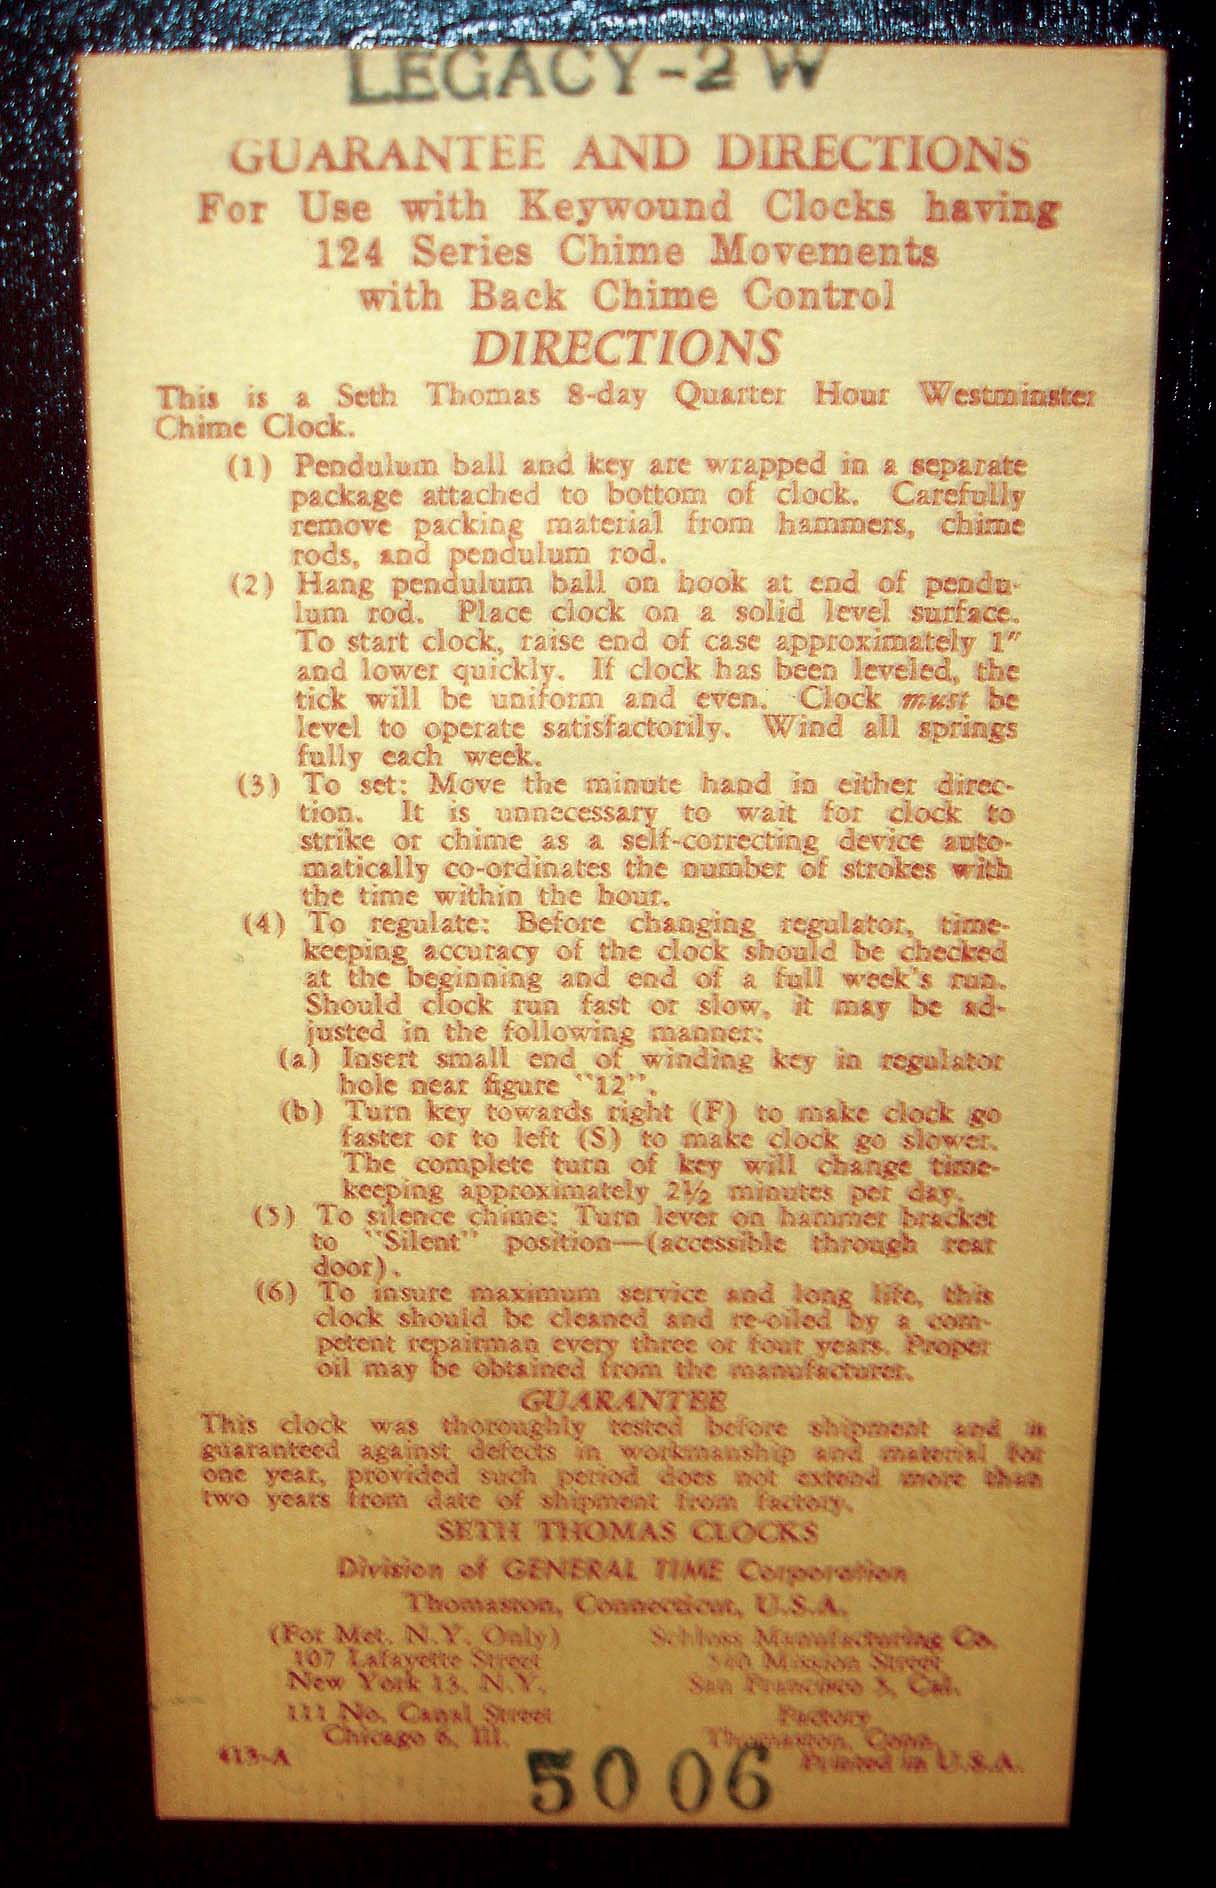 LEGACY-2 W
GUARANTEE AND DIRECTIONS
For Use with Keywound Clocks having
124 Series Chime Movements
with Back Chime Control
DIRECTIONS
This is a Seth Thomas 8-day Quarter Hour Westminster
Chime Clock.
(1) Pendulum ball and key are wrapped in a separate
package attached to bottom of clock. Carefully
remove packing material from hammers, chime
rods, and pendulum rod.
(2) Hang pendulum ball on hook at end of pendu-
lum rod. Place clock on a solid level surface.
To start clock, raise end of case approximately 1"
and lower quickly. If clock has been leveled, the
tick will be uniform and even. Clock must be
level to operate satisfactorily. Wind all springs
fully each week.
(3) To set: Move the minute hand in either direc-
tion. It is unnecessary to wait for clock to
strike or chime as a self-correcting device auto-
matically co-ordinates the number of strokes with
the time within the hour.
(4) To regulate: Before changing regulator, time-
keeping accuracy of the clock should be checked
at the beginning and end of a full week's run.
Should clock run fast or slow, it may be ad-
justed in the following manner:
(a) Insert small end of winding key in regulator
hole near figure "12".
(b) Turn key towards right (F) to make clock go
faster or to left (S) to make clock go slower.
The complete turn of key will change time-
keeping approximately 2½ minutes per day.
(5) To silence chime: Turn lever on hammer bracket
to "Silent" position—(accessible through rear
door).
(6) To insure maximum service and long life, this
clock should be cleaned and re-oiled by a com-
petent repairman every three or four years. Proper
oil may be obtained from the manufacturer.
GUARANTEE
This clock was thoroughly tested before shipment and is
guaranteed against defects in workmanship and material for
one year, provided such period does not extend more than
two years from date of shipment from factory.
SETH THOMAS CLOCKS
Division of GENERAL TIME Corporation
Thomaston, Connecticut, U.S.A.
(For Met. N.Y. Only) Schloss Manufacturing Co.
107 Lafayette Street 540 Mission Street
New York 13, N.Y. San Francisco 5, Cal.
111 No. Canal Street Factory
Chicago 6, Ill. Thomaston, Conn.
413-A Printed in U.S.A.
5006